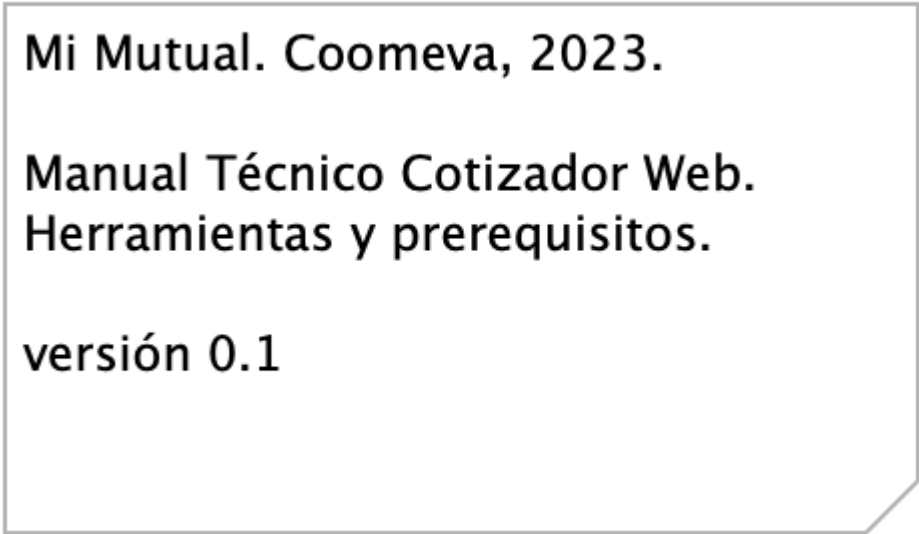 Mi Mutual. Coomeva, 2023.
Manual Técnico Cotizador Web.
Herramientas y prerequisitos.
versión 0.1